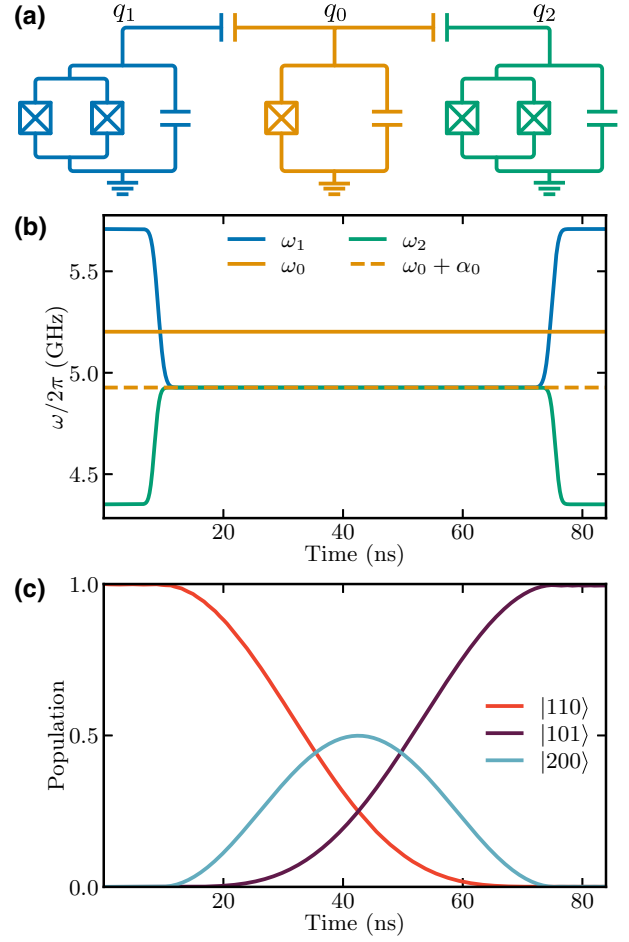 (a)
q₁ q₀ q₂
(b)
ω₁ ω₂
ω₀ ω₀ + α₀
5.5
5.0
4.5
ω/2π (GHz)
20 40 60 80
Time (ns)
(c)
1.0
0.5
0.0
Population
|110⟩
|101⟩
|200⟩
20 40 60 80
Time (ns)